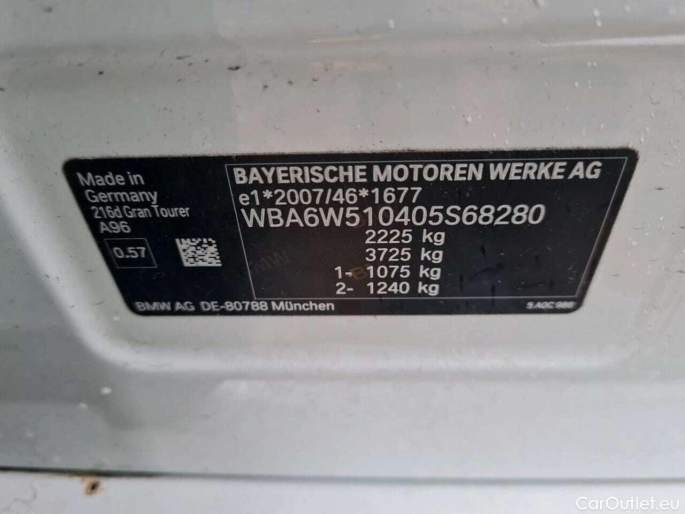 Made in
Germany
216d Gran Tourer
A96
0.57
BMW AG DE-80788 München
BAYERISCHE MOTOREN WERKE AG
e1*2007/46*1677
WBA6W510405S68280
2225 kg
3725 kg
1- 1075 kg
2- 1240 kg
CarOutlet.eu